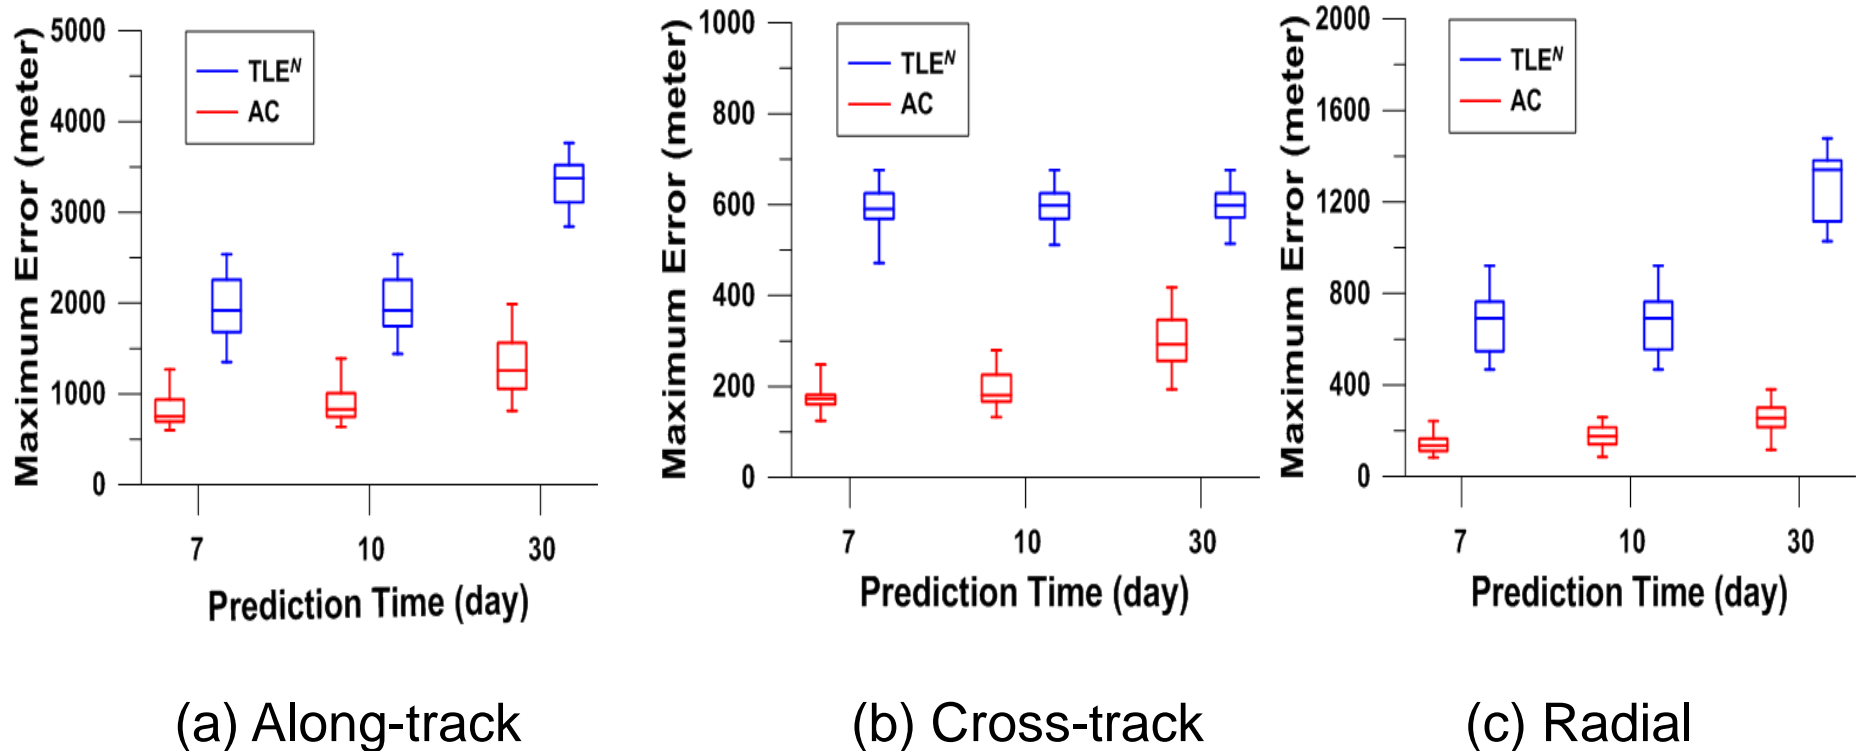 Maximum Error (meter)
5000
4000
3000
2000
1000
0
TLE^N
AC
7 10 30
Prediction Time (day)
(a) Along-track
Maximum Error (meter)
1000
800
600
400
200
0
TLE^N
AC
7 10 30
Prediction Time (day)
(b) Cross-track
Maximum Error (meter)
2000
1600
1200
800
400
0
TLE^N
AC
7 10 30
Prediction Time (day)
(c) Radial